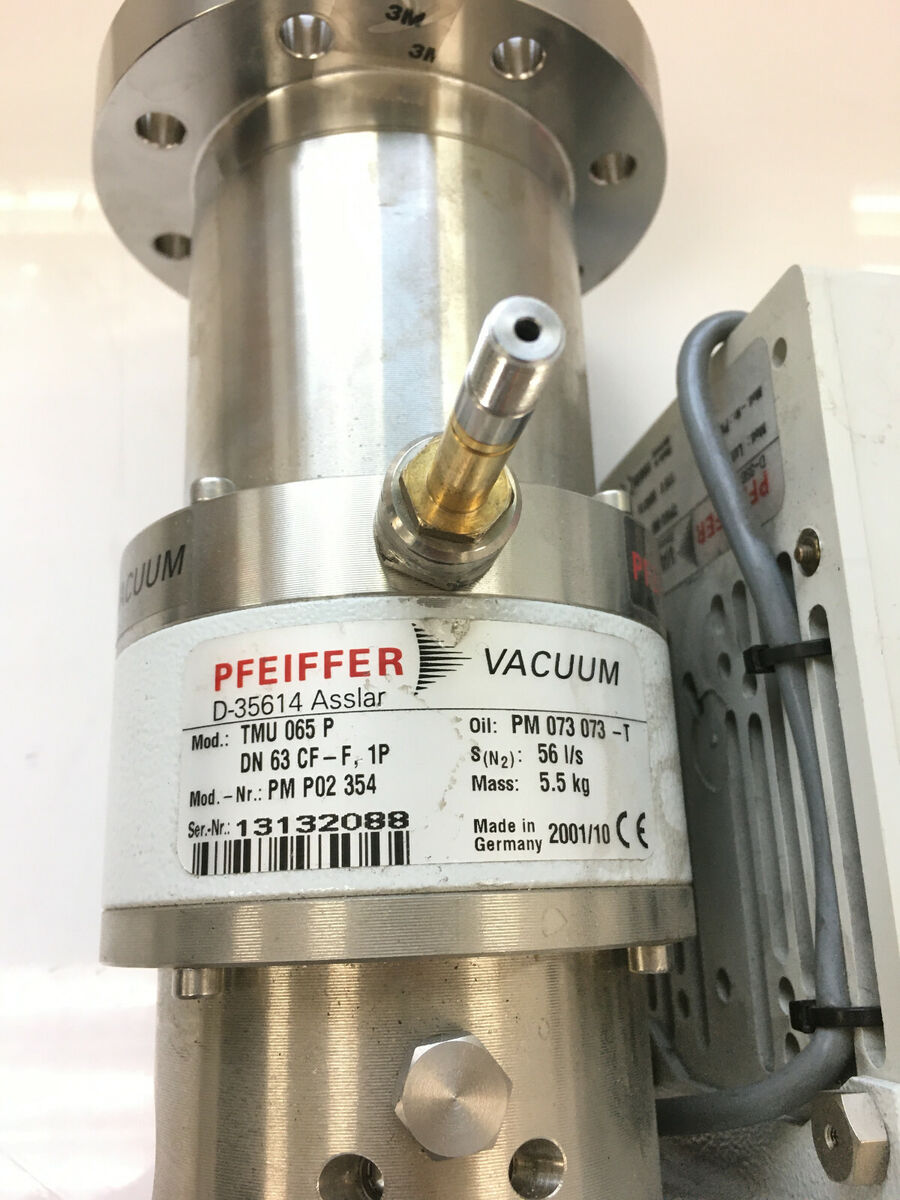 3M
3M
VACUUM
PFEIFFER VACUUM
D-35614 Asslar
Mod.: TMU 065 P
DN 63 CF-F, 1P
Mod.-Nr.: PM P02 354
Ser.-Nr.: 13132088
Oil: PM 073 073 -T
S(N₂): 56 l/s
Mass: 5.5 kg
Made in Germany 2001/10 CE